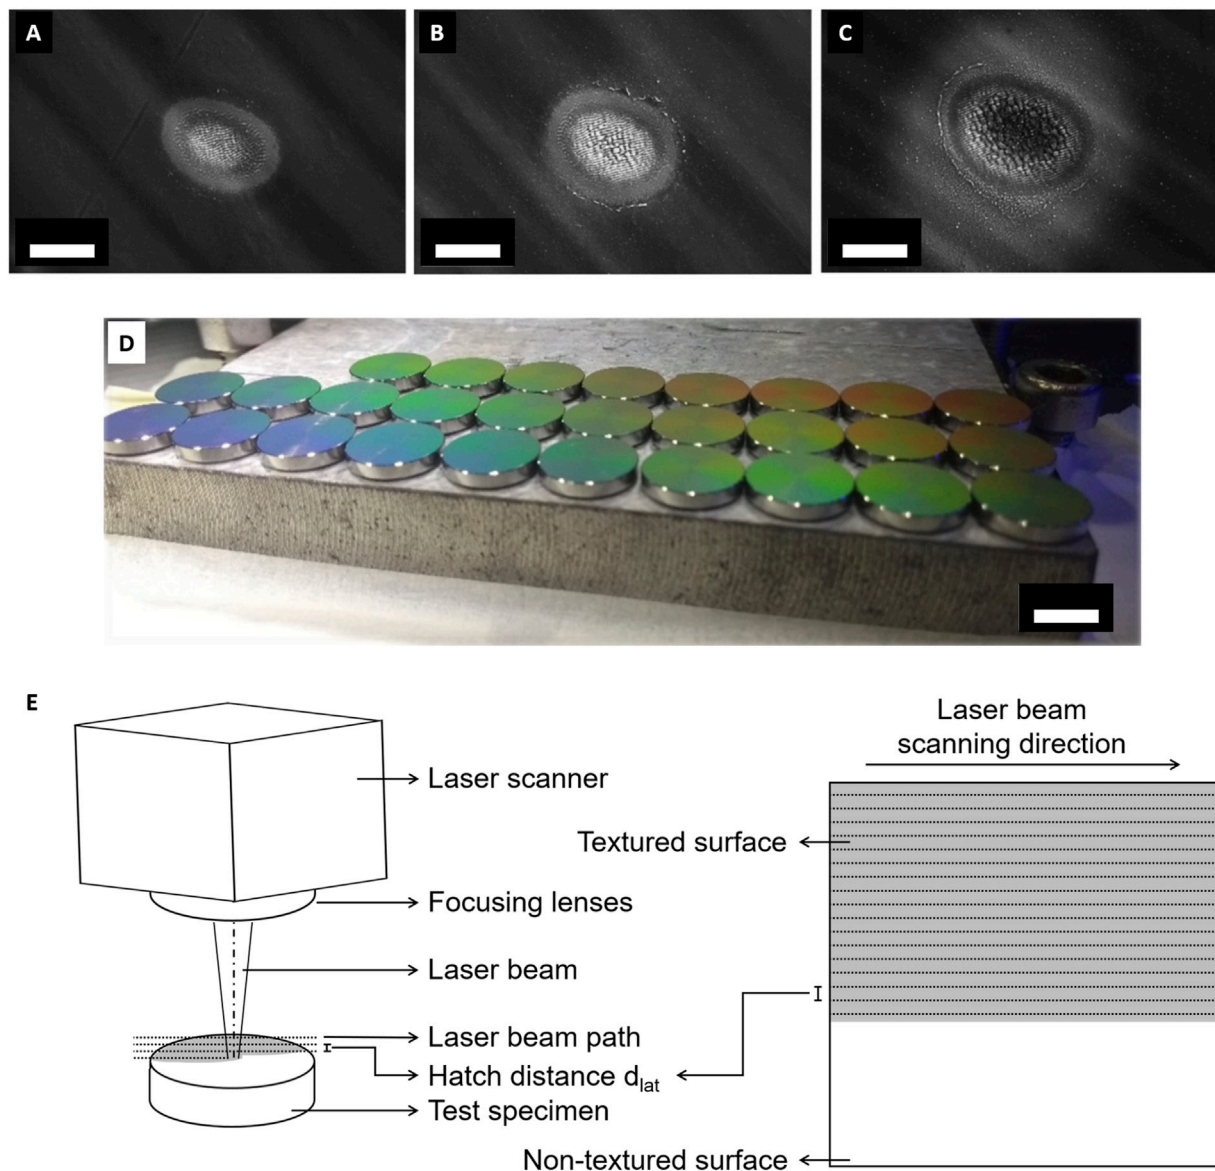 A
B
C
D
E
Laser scanner
Focusing lenses
Laser beam
Laser beam path
Hatch distance d_lat
Test specimen
Laser beam
scanning direction
Textured surface
Non-textured surface